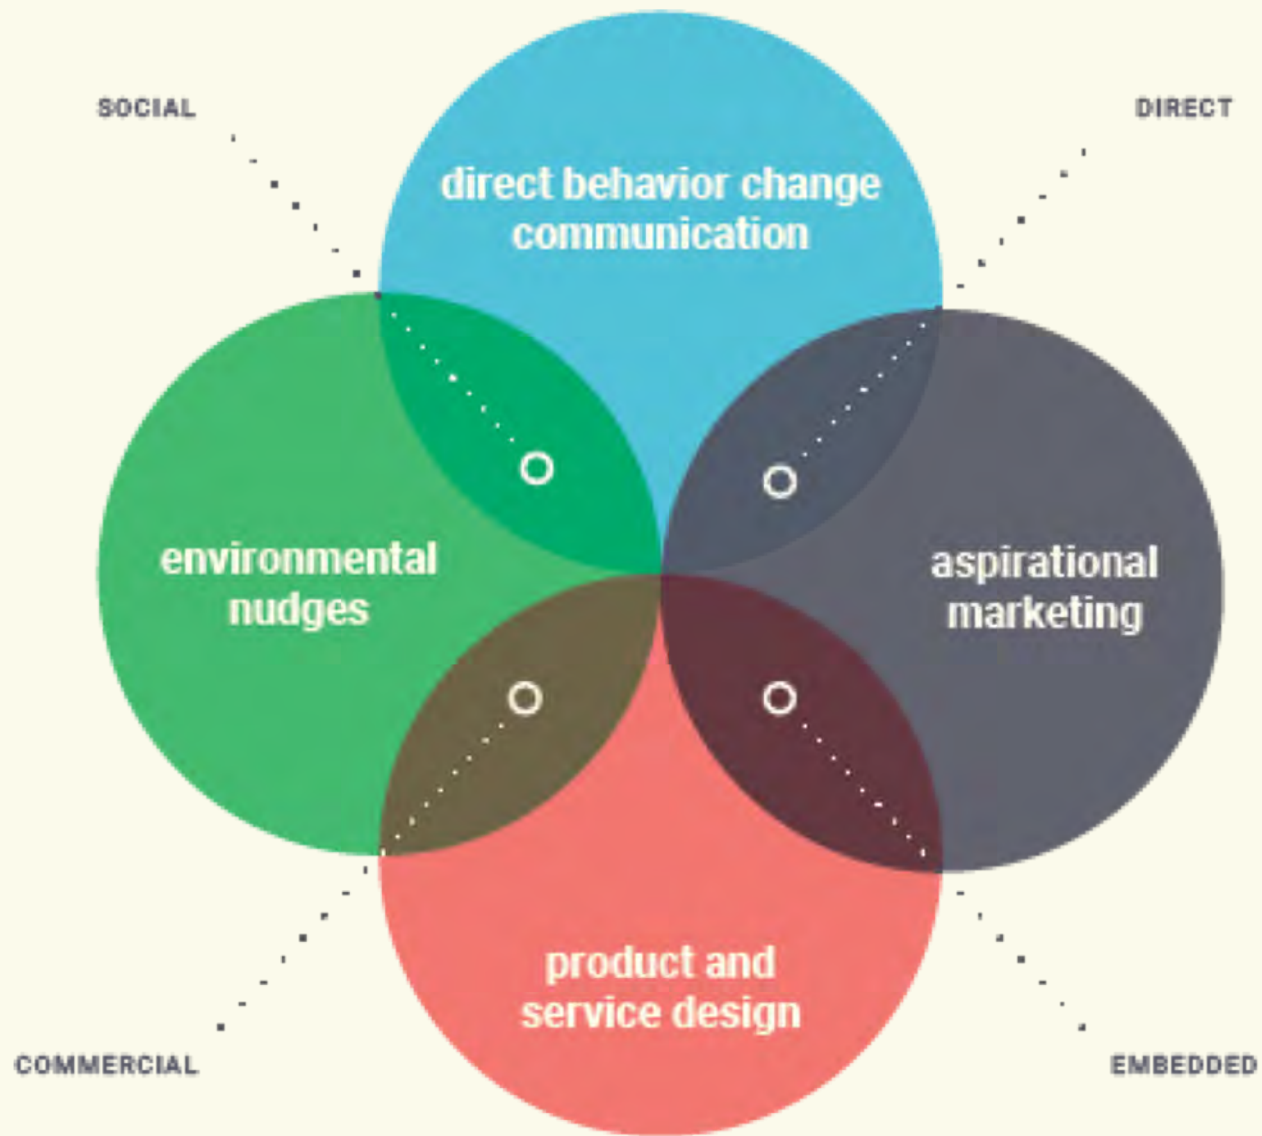 SOCIAL
DIRECT
direct behavior change
communication
environmental
nudges
aspirational
marketing
product and
service design
COMMERCIAL
EMBEDDED